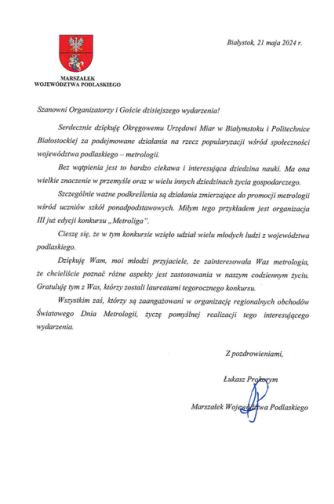 Białystok, 21 maja 2024 r.
MARSZAŁEK
WOJEWÓDZTWA PODLASKIEGO
Szanowni Organizatorzy i Goście dzisiejszego wydarzenia!
Serdecznie dziękuję Okręgowemu Urzędowi Miar w Białymstoku i Politechnice
Białostockiej za podejmowane działania na rzecz popularyzacji wśród społeczności
województwa podlaskiego – metrologii.
Bez wątpienia jest to bardzo ciekawa i interesująca dziedzina nauki. Ma ona
wielkie znaczenie w przemyśle oraz w wielu innych dziedzinach życia gospodarczego.
Szczególnie ważne podkreślenia są działania zmierzające do promocji metrologii
wśród uczniów szkół ponadpodstawowych. Miłym tego przykładem jest organizacja
III już edycji konkursu „Metroliga”.
Cieszę się, że w tym konkursie wzięło udział wielu młodych ludzi z województwa
podlaskiego.
Dziękuję Wam, moi młodzi przyjaciele, że zainteresowała Was metrologia,
że chcieliście poznać różne aspekty jest zastosowania w naszym codziennym życiu.
Gratuluję tym z Was, którzy zostali laureatami tegorocznego konkursu.
Wszystkim zaś, którzy są zaangażowani w organizację regionalnych obchodów
Światowego Dnia Metrologii, życzę pomyślnej realizacji tego interesującego
wydarzenia.
Z pozdrowieniami,
Łukasz Prokorym
Marszałek Województwa Podlaskiego